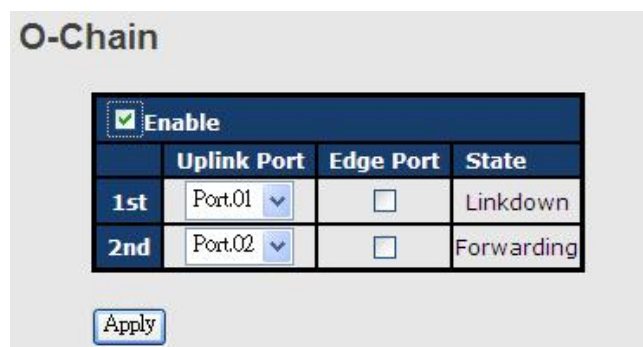 O-Chain
Enable
Uplink Port Edge Port State
1st Port.01 Linkdown
2nd Port.02 Forwarding
Apply